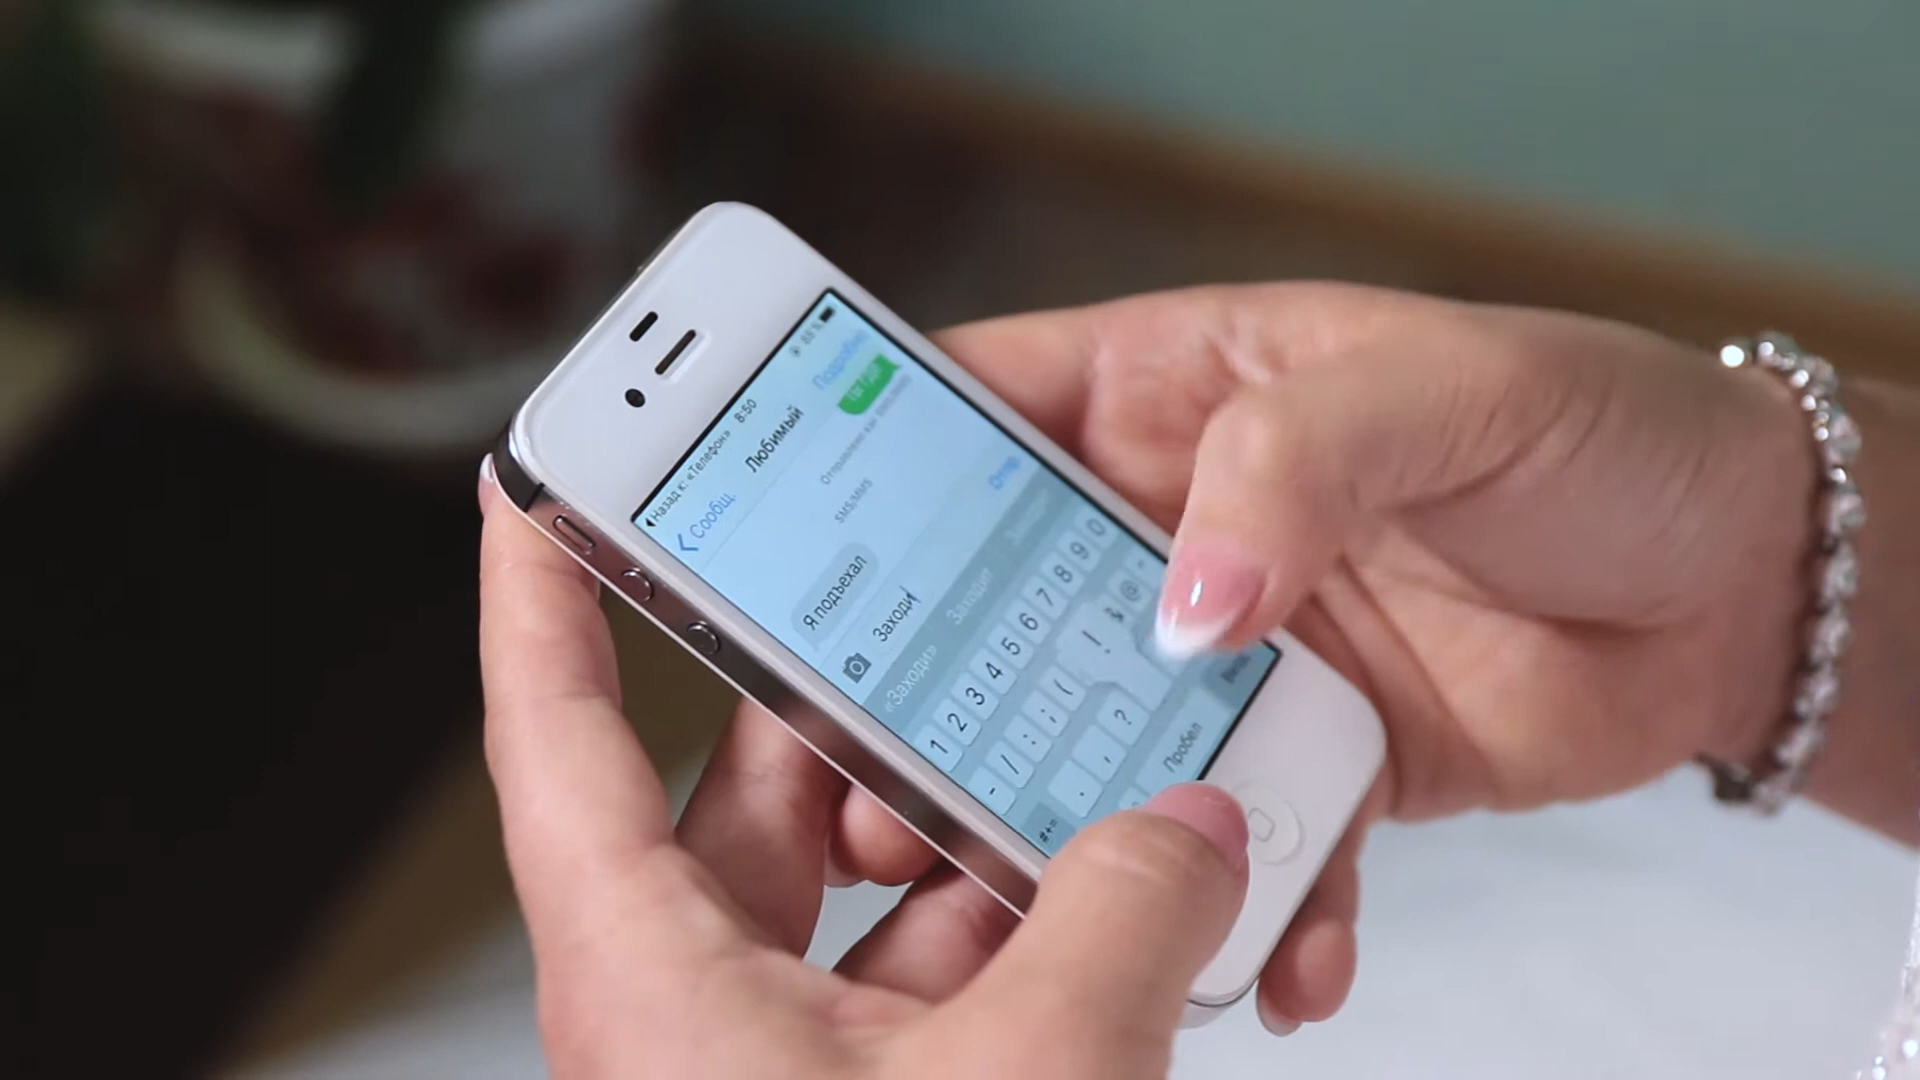 Назад к: «Телефон» 8:50
Сообщ. Любимый
SMS/MMS
Я подъехал
Заходи
«Заходи» Заходит
1 2 3 4 5 6 7 8 9 0
- / : ; ( @ "
. , ? !
#+= Пробел